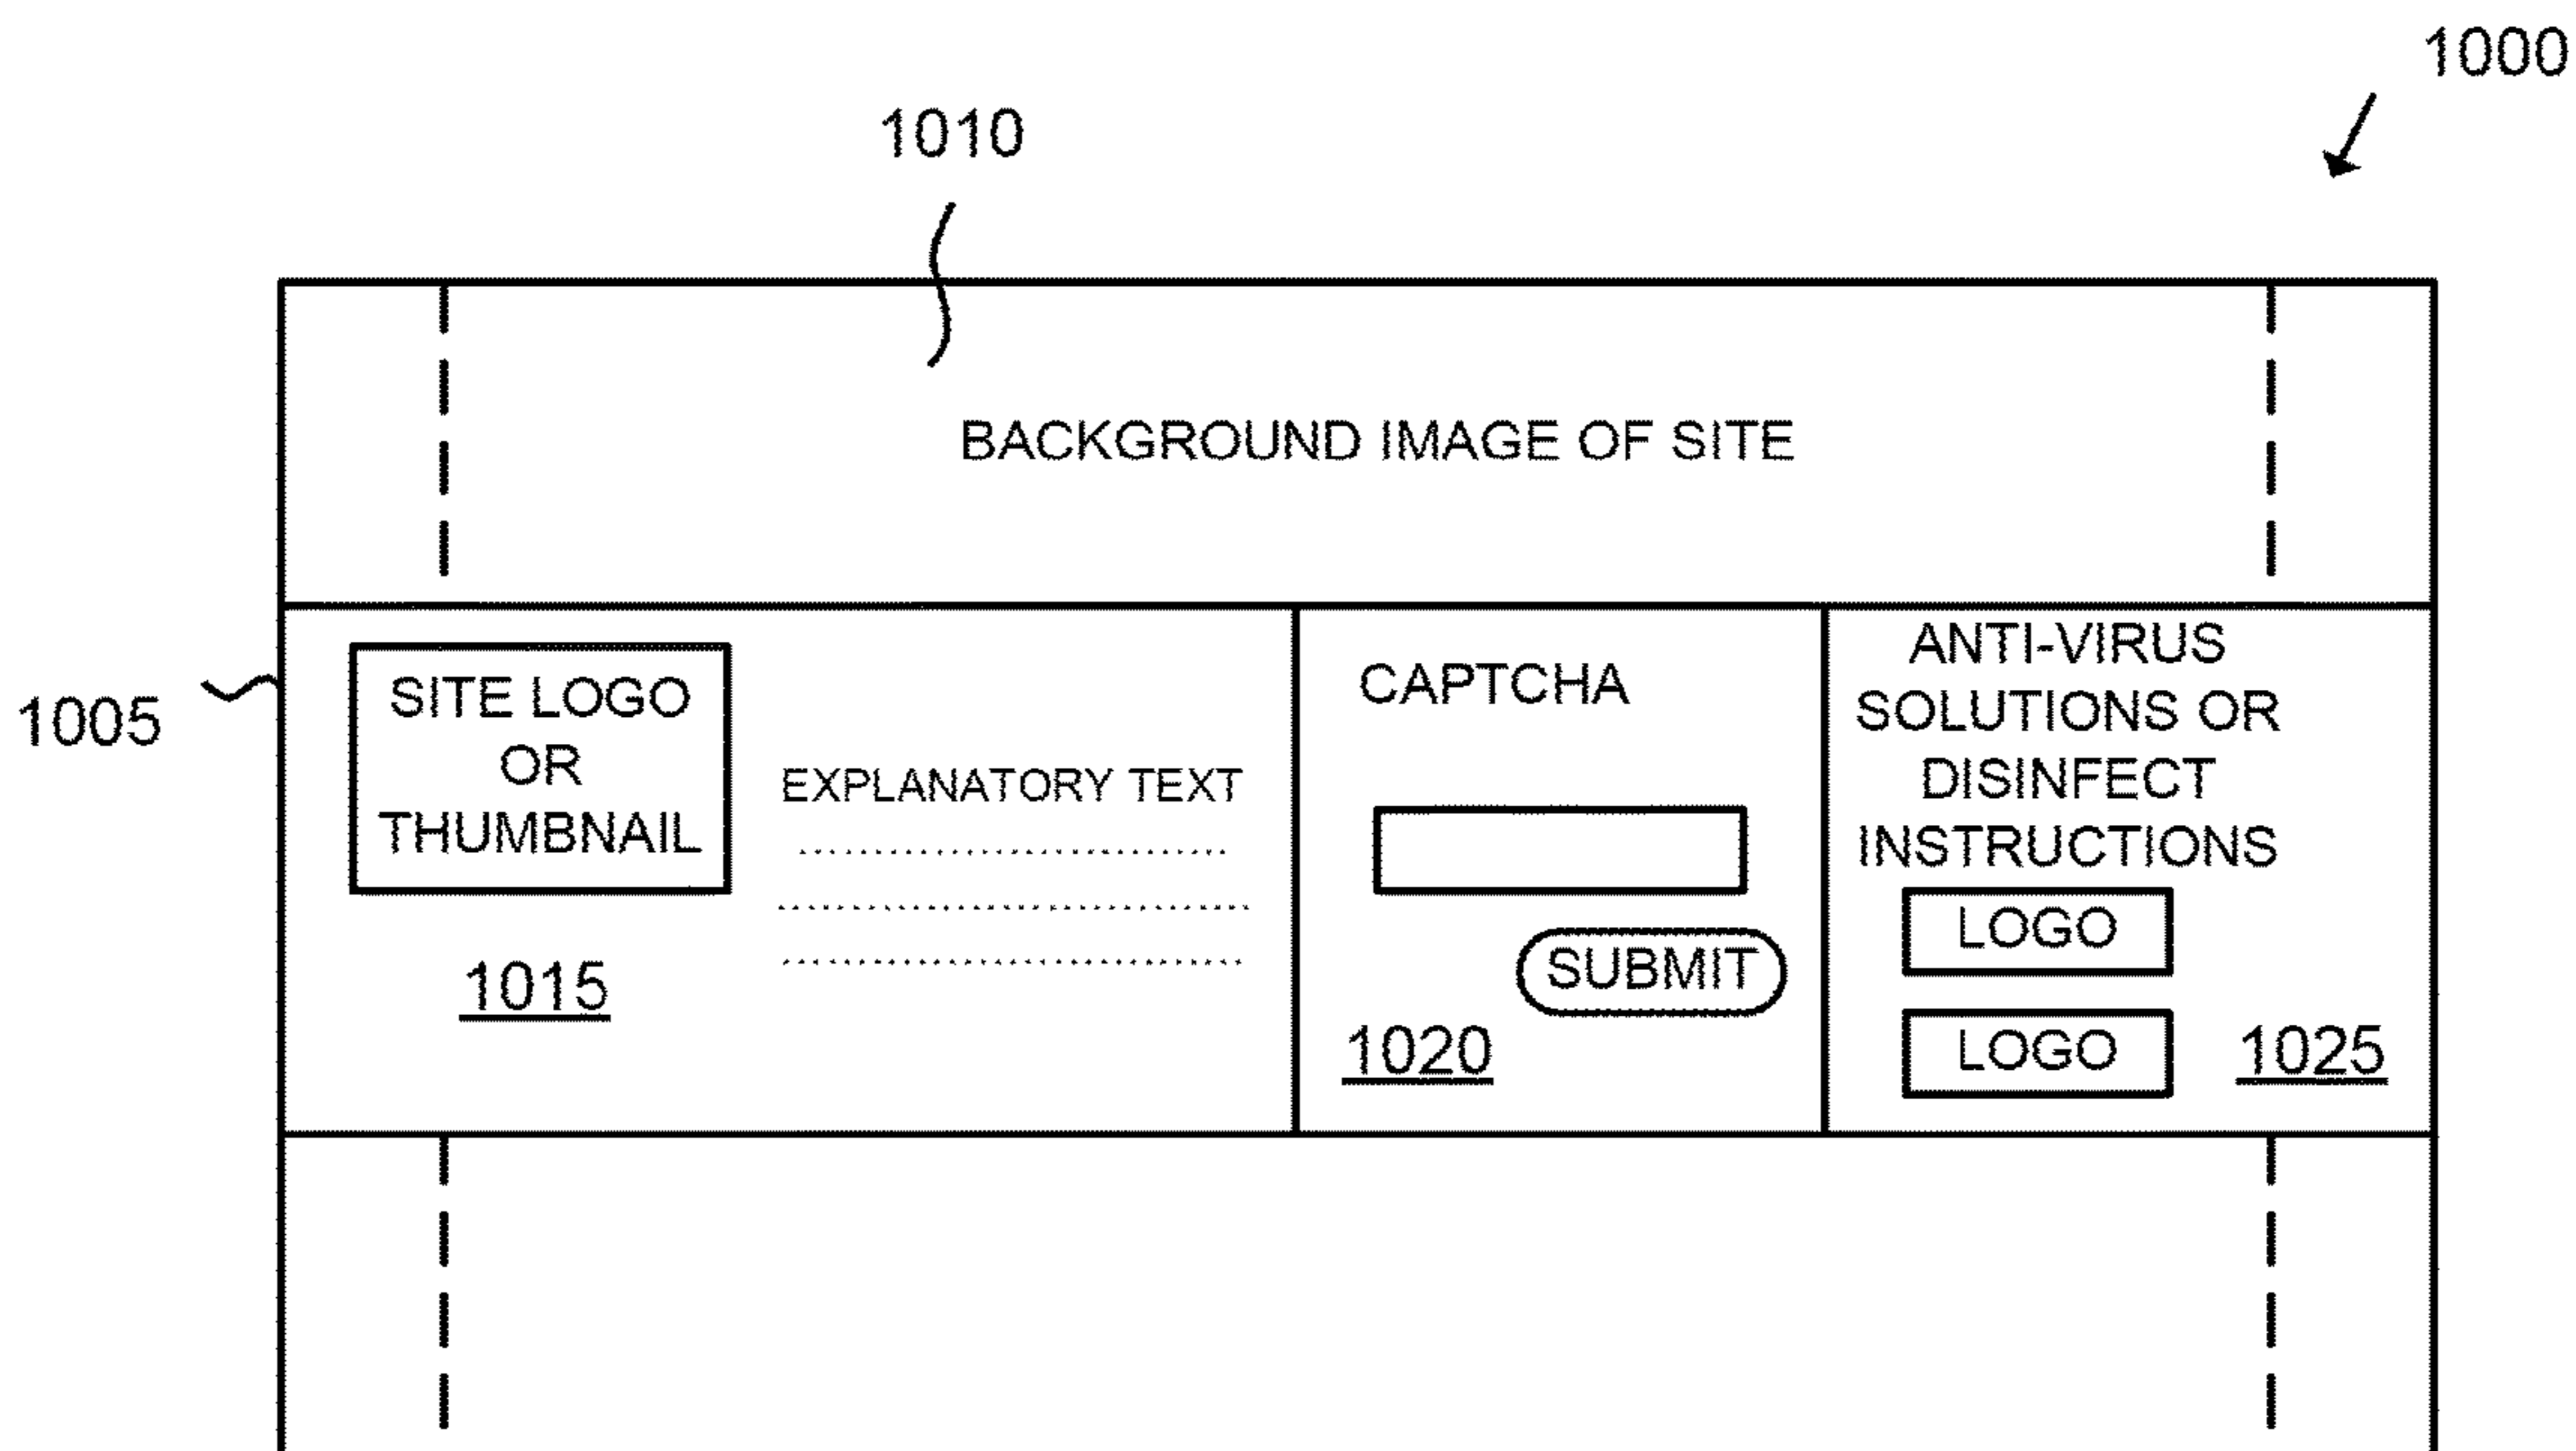 1000
1010
BACKGROUND IMAGE OF SITE
1005
SITE LOGO
OR
THUMBNAIL
1015
EXPLANATORY TEXT
CAPTCHA
SUBMIT
1020
ANTI-VIRUS
SOLUTIONS OR
DISINFECT
INSTRUCTIONS
LOGO
LOGO
1025